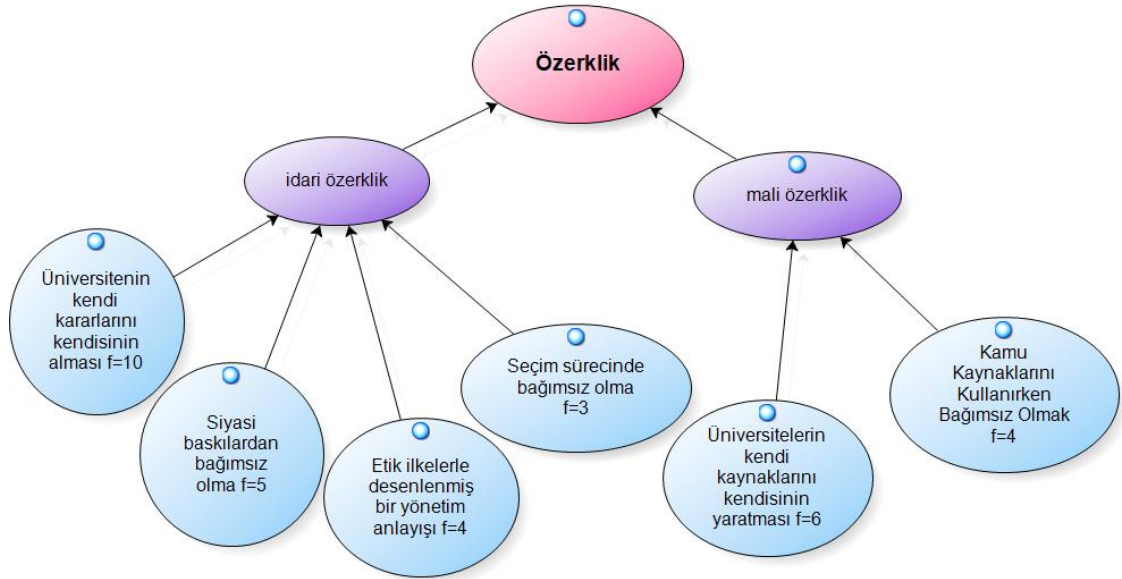 Özerklik
idari özerklik
mali özerklik
Üniversitenin
kendi
kararlarını
kendisinin
alması f=10
Siyasi
baskılardan
bağımsız
olma f=5
Etik ilkelerle
desenlenmiş
bir yönetim
anlayışı f=4
Seçim sürecinde
bağımsız olma
f=3
Üniversitelerin
kendi
kaynaklarını
kendisinin
yaratması f=6
Kamu
Kaynaklarını
Kullanırken
Bağımsız Olmak
f=4